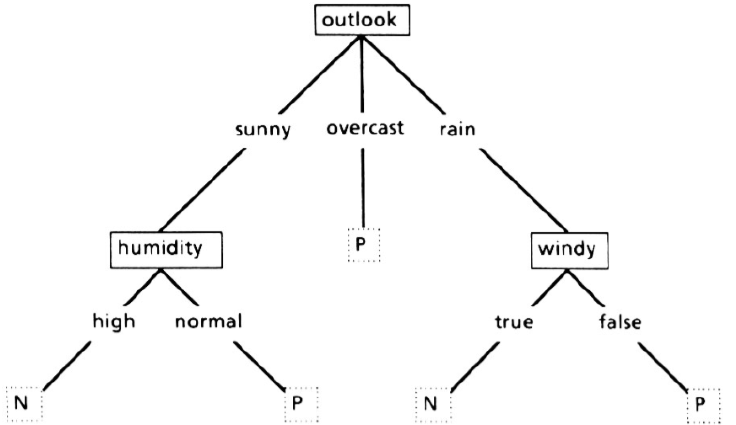 outlook
sunny overcast rain
humidity P windy
high normal true false
N P N P